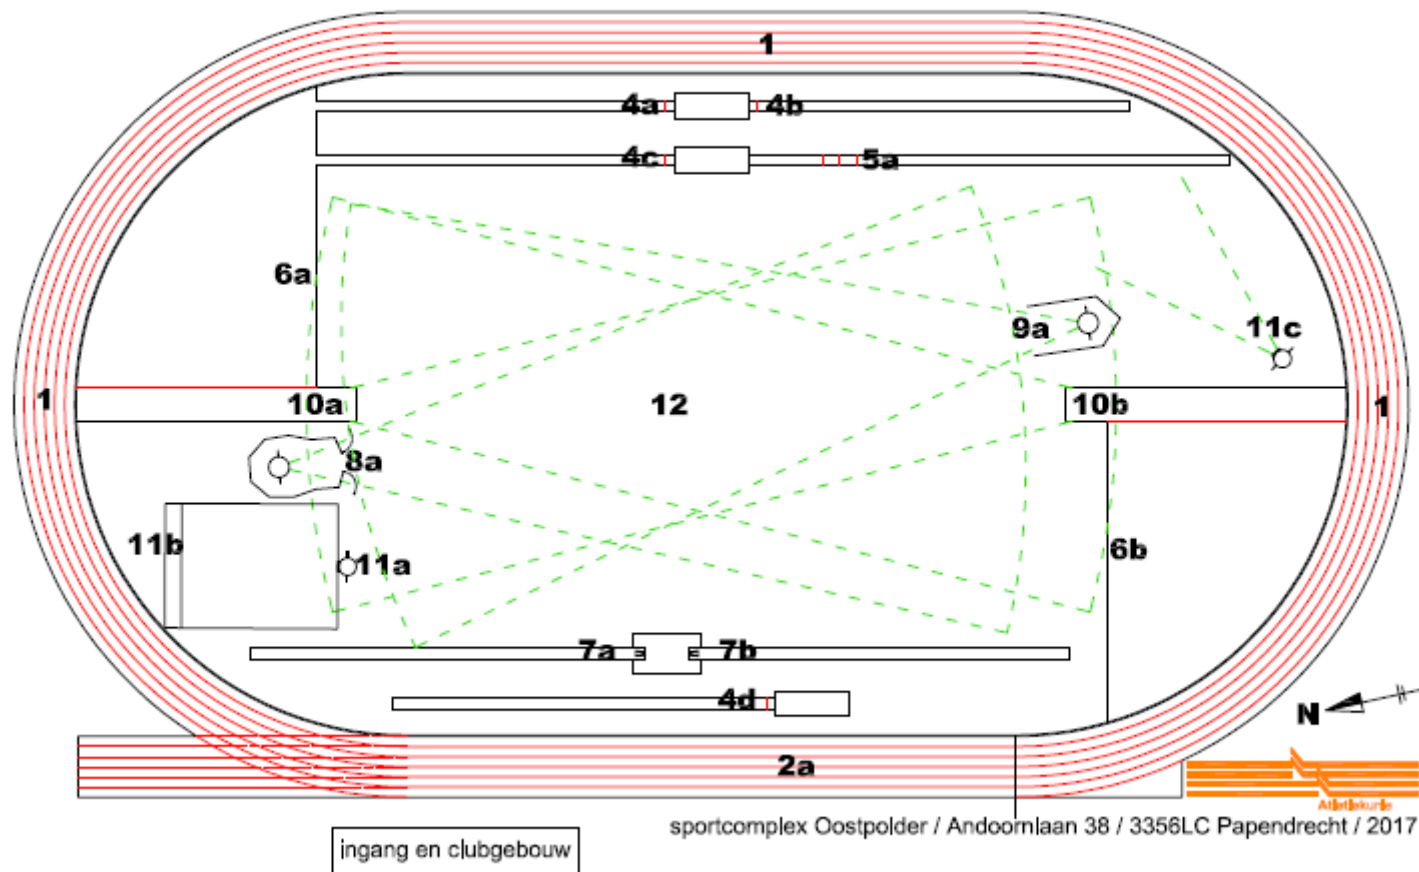 1
4a 4b
4c 5a
6a
9a 11c
1 10a 12 10b 1
8a
11b 11a 6b
7a 7b
4d
N
2a
Atletiekunie
sportcomplex Oostpolder / Andoornlaan 38 / 3356LC Papendrecht / 2017
ingang en clubgebouw